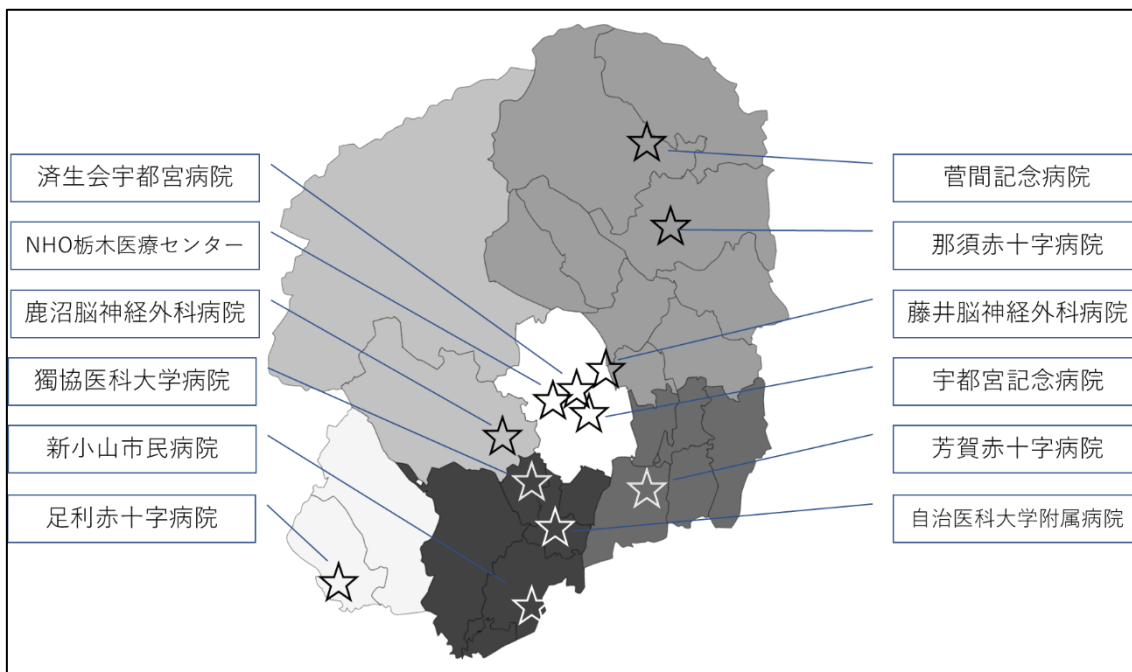 済生会宇都宮病院
NHO栃木医療センター
鹿沼脳神経外科病院
獨協医科大学病院
新小山市民病院
足利赤十字病院
菅間記念病院
那須赤十字病院
藤井脳神経外科病院
宇都宮記念病院
芳賀赤十字病院
自治医科大学附属病院